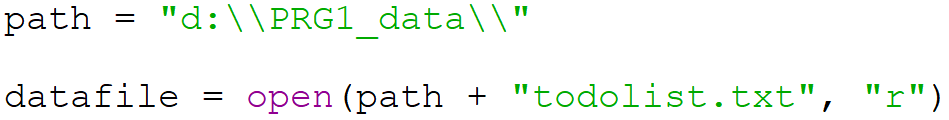 path = "d:\\PRG1_data\\"
datafile = open(path + "todolist.txt", "r")